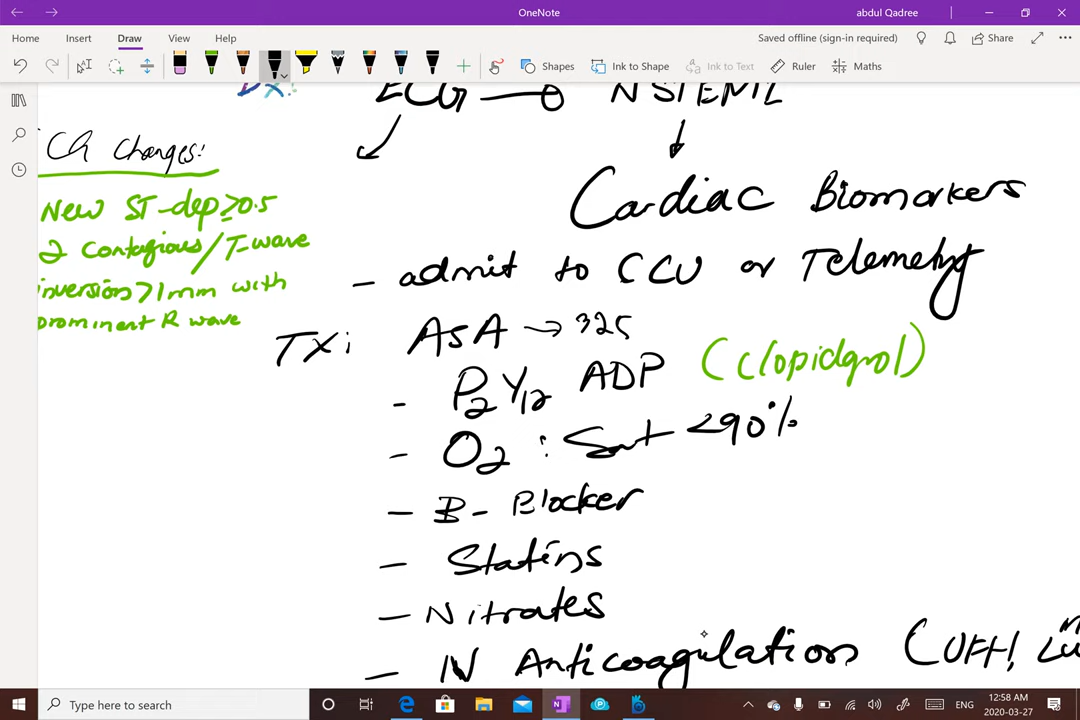 OneNote
abdul Qadree
Home Insert Draw View Help
Saved offline (sign-in required)
Share
Shapes
Ink to Shape
Ink to Text
Ruler
Maths
DX:
ECG NSTEMI
Changes:
Cardiac Biomarkers
New ST-dep ≥0.5
2 contagious/T-wave
inversion >1mm with
prominent R wave
- admit to CCU or Telemetry
TX: ASA → 325
- P2Y12 ADP (Clopidgrol)
- O2 : Sat <90%
- B- Blocker
- Statins
- Nitrates
- IV Anticoagulation (UFH,
Type here to search
ENG
12:58 AM
2020-03-27